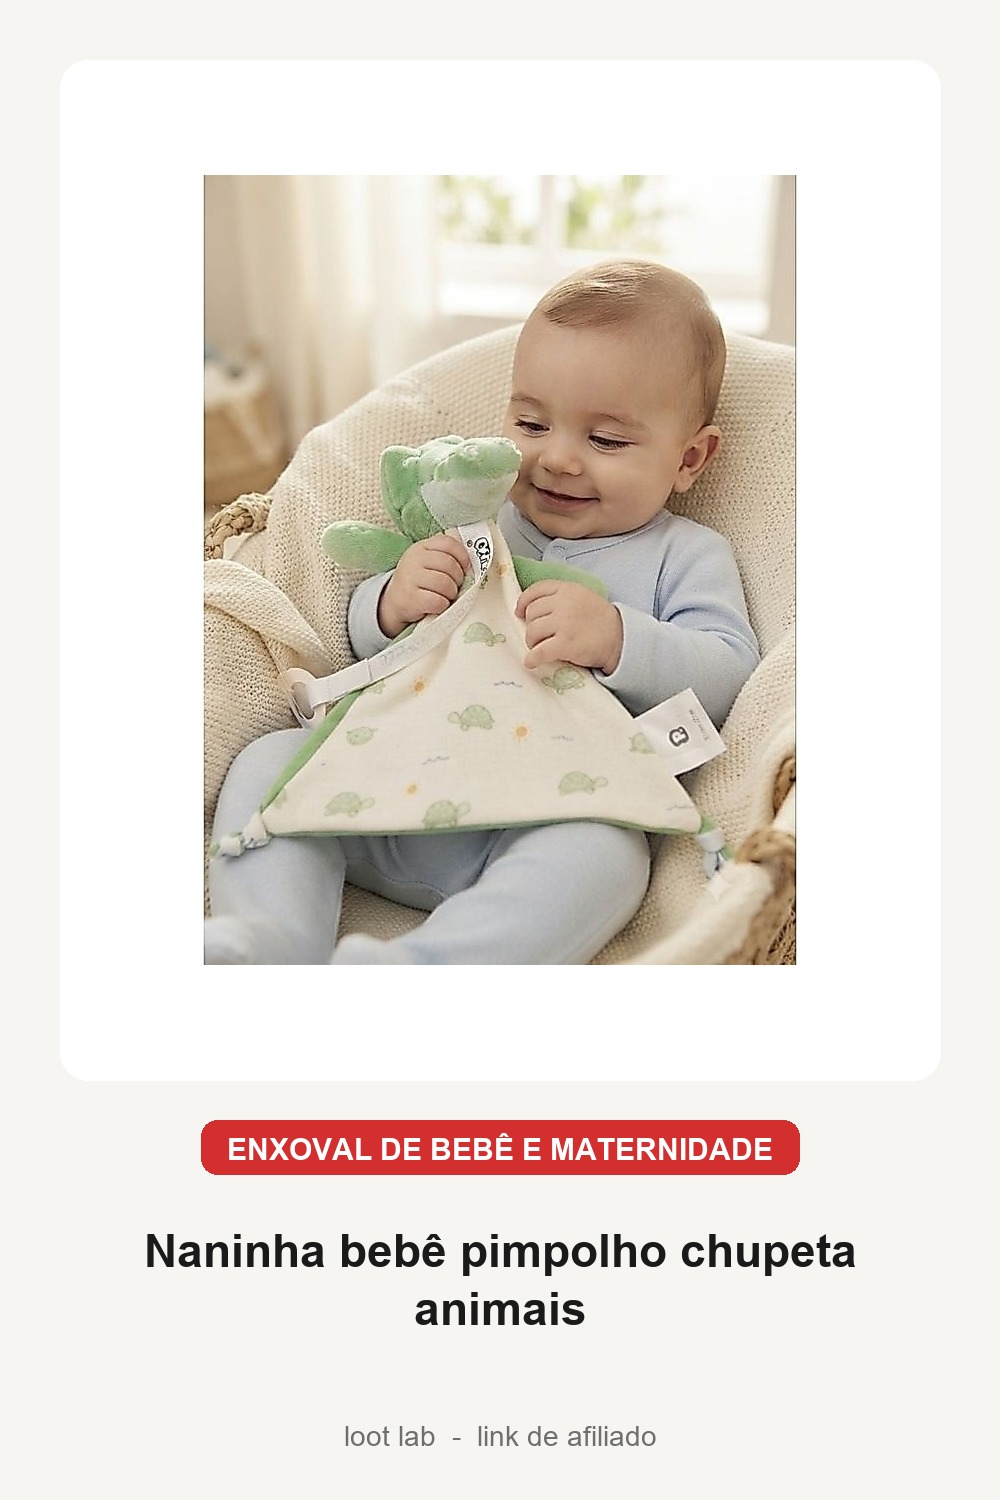 ENXOVAL DE BEBÊ E MATERNIDADE
Naninha bebê pimpolho chupeta
animais
loot lab - link de afiliado